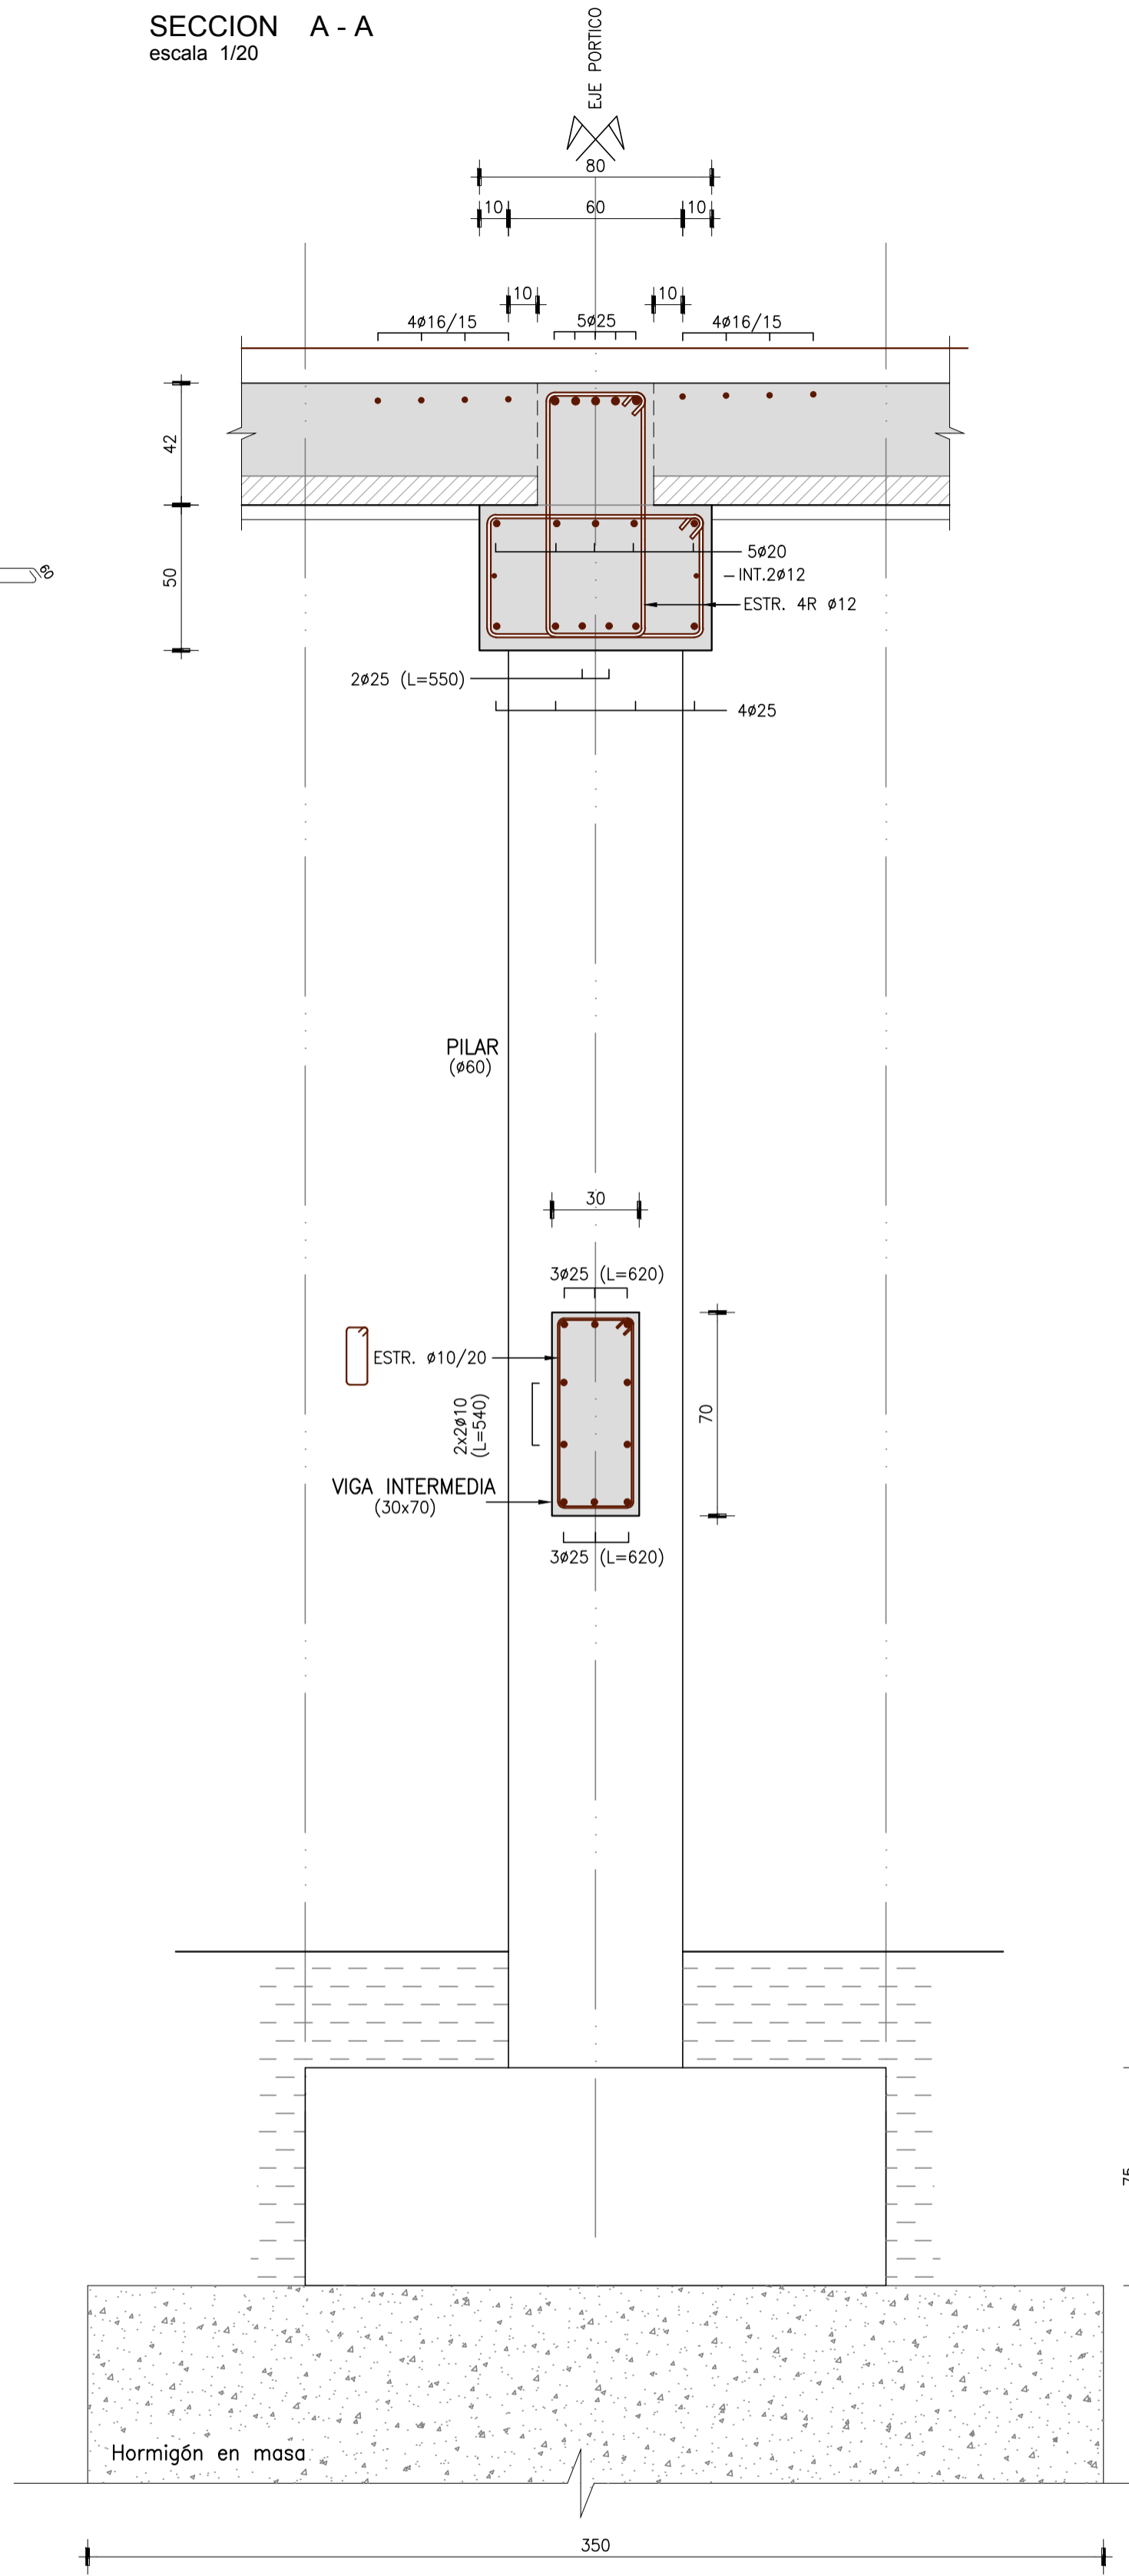 SECCION A - A
escala 1/20
EJE PORTICO
80
10 60 10
10 10
4ø16/15 5ø25 4ø16/15
42
50
60
5ø20
INT.2ø12
ESTR. 4R ø12
2ø25 (L=550)
4ø25
PILAR
(ø60)
30
3ø25 (L=620)
ESTR. ø10/20
2x2ø10
(L=540)
70
VIGA INTERMEDIA
(30x70)
3ø25 (L=620)
75
Hormigón en masa
350